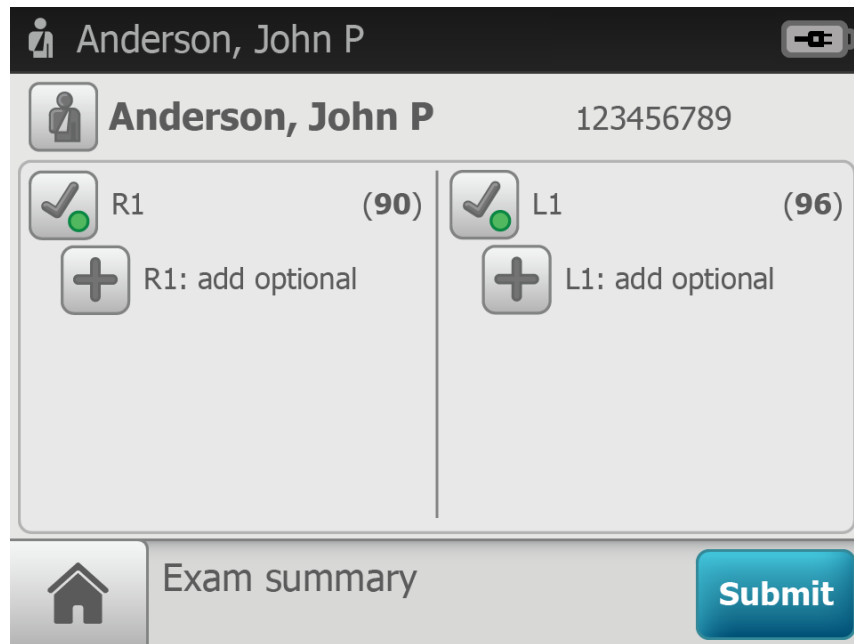 Anderson, John P
Anderson, John P 123456789
R1 (90)
R1: add optional
L1 (96)
L1: add optional
Exam summary
Submit